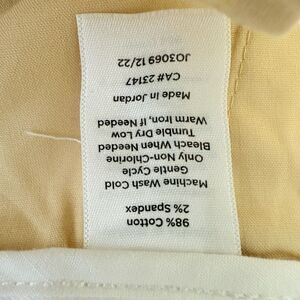 98% Cotton
2% Spandex
Machine Wash Cold
Gentle Cycle
Only Non-Chlorine
Bleach When Needed
Tumble Dry Low
Warm Iron, If Needed
Made in Jordan
CA# 23147
JO3069 12/22